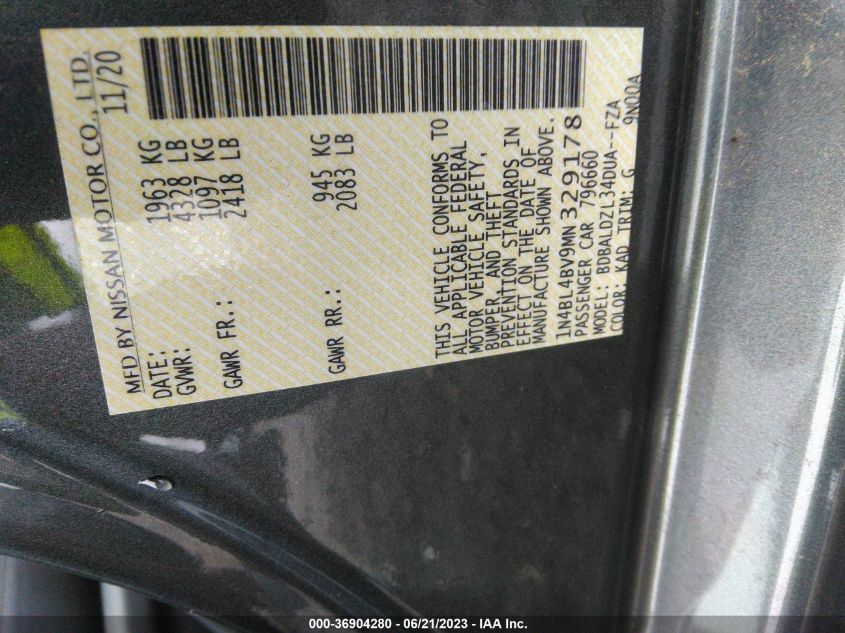 MFD BY NISSAN MOTOR CO., LTD.
DATE: 11/20
GVWR: 1963 KG
4328 LB
GAWR FR.: 1097 KG
2418 LB
GAWR RR.: 945 KG
2083 LB
THIS VEHICLE CONFORMS TO
ALL APPLICABLE FEDERAL
MOTOR VEHICLE SAFETY,
BUMPER, AND THEFT
PREVENTION STANDARDS IN
EFFECT ON THE DATE OF
MANUFACTURE SHOWN ABOVE.
1N4BL4BV9MN329178
PASSENGER CAR 796660
MODEL: BDBALDZL34DUA--FZA
COLOR: KAD TRIM: G 9N00A
000-36904280 - 06/21/2023 - IAA Inc.